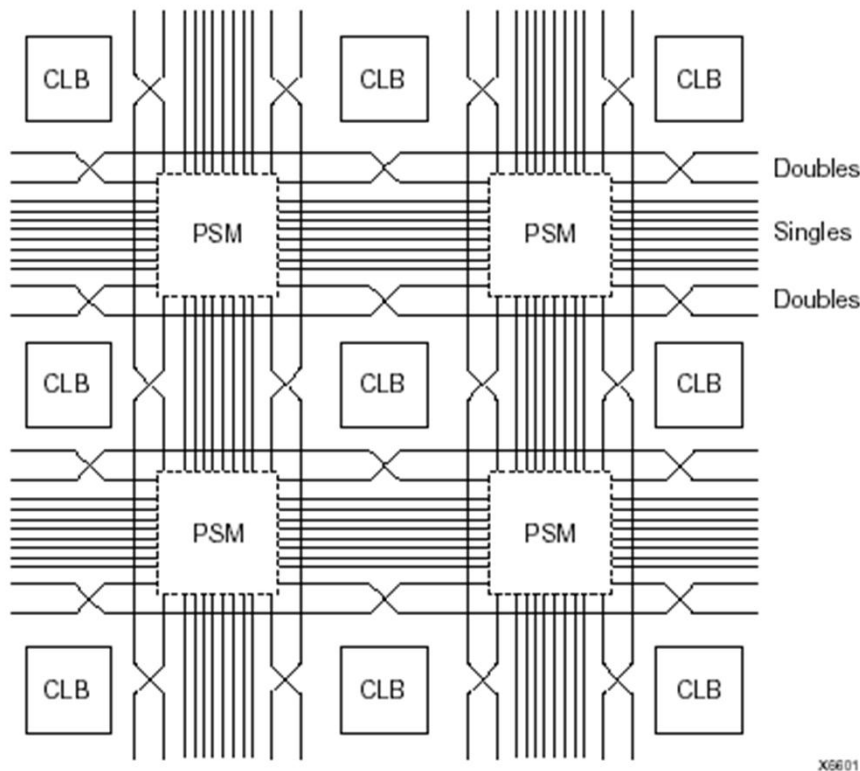 CLB CLB CLB
Doubles
PSM PSM Singles
Doubles
CLB CLB CLB
PSM PSM
CLB CLB CLB
X6601